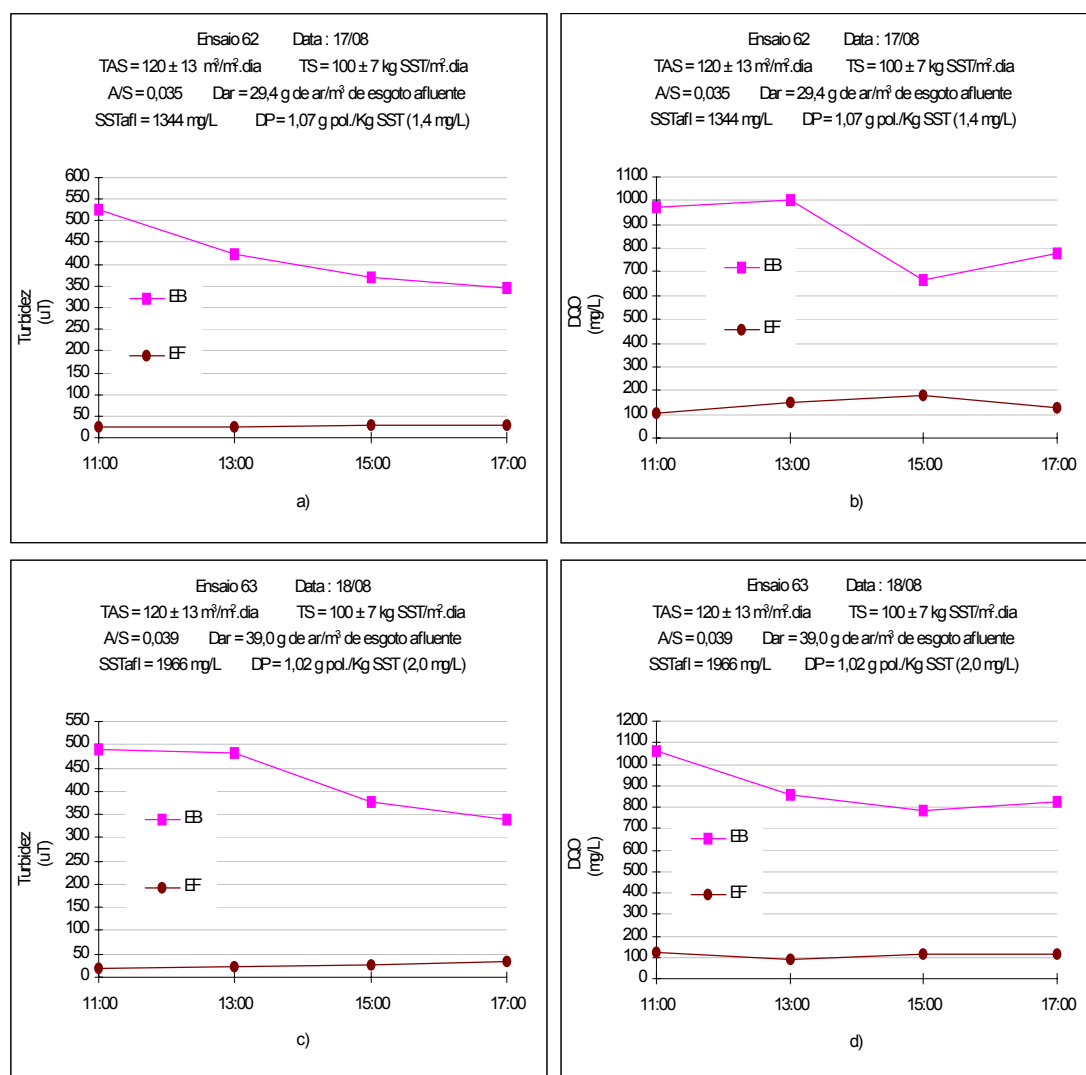 Ensaio 62 Data : 17/08
TAS = 120 ± 13 m³/m².dia TS = 100 ± 7 kg SST/m².dia
A/S = 0,035 Dar = 29,4 g de ar/m³ de esgoto afluente
SSTafl = 1344 mg/L DP = 1,07 g pol./Kg SST (1,4 mg/L)
Turbidez
(uT)
600
550
500
450
400
350
300
250
200
150
100
50
0
EB
EF
11:00 13:00 15:00 17:00
a)
Ensaio 62 Data : 17/08
TAS = 120 ± 13 m³/m².dia TS = 100 ± 7 kg SST/m².dia
A/S = 0,035 Dar = 29,4 g de ar/m³ de esgoto afluente
SSTafl = 1344 mg/L DP = 1,07 g pol./Kg SST (1,4 mg/L)
DQO
(mg/L)
1100
1000
900
800
700
600
500
400
300
200
100
0
EB
EF
11:00 13:00 15:00 17:00
b)
Ensaio 63 Data : 18/08
TAS = 120 ± 13 m³/m².dia TS = 100 ± 7 kg SST/m².dia
A/S = 0,039 Dar = 39,0 g de ar/m³ de esgoto afluente
SSTafl = 1966 mg/L DP = 1,02 g pol./Kg SST (2,0 mg/L)
Turbidez
(uT)
550
500
450
400
350
300
250
200
150
100
50
0
EB
EF
11:00 13:00 15:00 17:00
c)
Ensaio 63 Data : 18/08
TAS = 120 ± 13 m³/m².dia TS = 100 ± 7 kg SST/m².dia
A/S = 0,039 Dar = 39,0 g de ar/m³ de esgoto afluente
SSTafl = 1966 mg/L DP = 1,02 g pol./Kg SST (2,0 mg/L)
DQO
(mg/L)
1200
1100
1000
900
800
700
600
500
400
300
200
100
0
EB
EF
11:00 13:00 15:00 17:00
d)